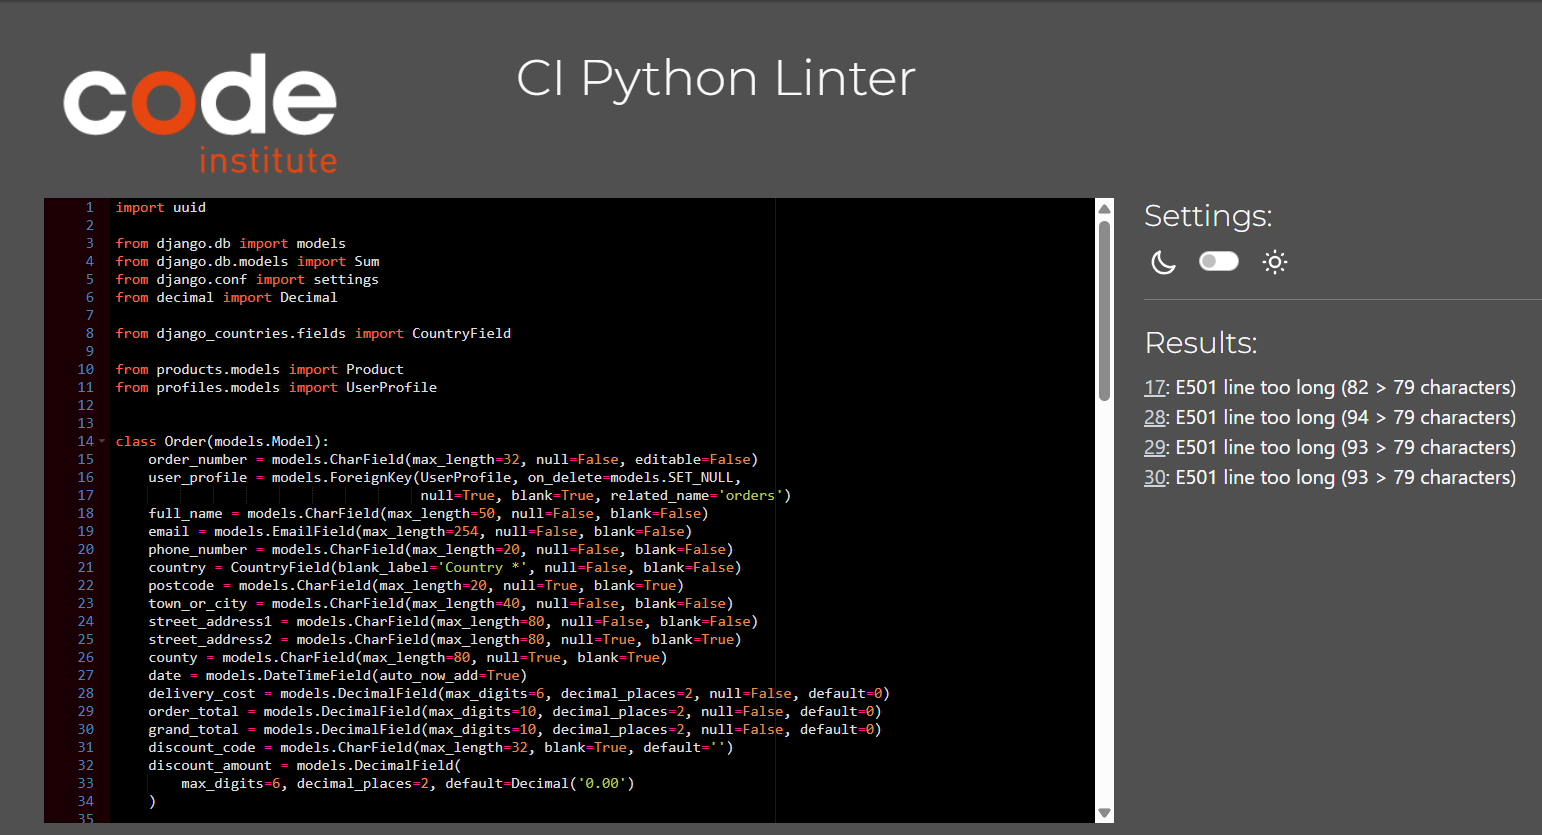 code
institute
CI Python Linter
1 import uuid
2
3 from django.db import models
4 from django.db.models import Sum
5 from django.conf import settings
6 from decimal import Decimal
7
8 from django_countries.fields import CountryField
9
10 from products.models import Product
11 from profiles.models import UserProfile
12
13
14 class Order(models.Model):
15     order_number = models.CharField(max_length=32, null=False, editable=False)
16     user_profile = models.ForeignKey(UserProfile, on_delete=models.SET_NULL,
17                                      null=True, blank=True, related_name='orders')
18     full_name = models.CharField(max_length=50, null=False, blank=False)
19     email = models.EmailField(max_length=254, null=False, blank=False)
20     phone_number = models.CharField(max_length=20, null=False, blank=False)
21     country = CountryField(blank_label='Country *', null=False, blank=False)
22     postcode = models.CharField(max_length=20, null=True, blank=True)
23     town_or_city = models.CharField(max_length=40, null=False, blank=False)
24     street_address1 = models.CharField(max_length=80, null=False, blank=False)
25     street_address2 = models.CharField(max_length=80, null=True, blank=True)
26     county = models.CharField(max_length=80, null=True, blank=True)
27     date = models.DateTimeField(auto_now_add=True)
28     delivery_cost = models.DecimalField(max_digits=6, decimal_places=2, null=False, default=0)
29     order_total = models.DecimalField(max_digits=10, decimal_places=2, null=False, default=0)
30     grand_total = models.DecimalField(max_digits=10, decimal_places=2, null=False, default=0)
31     discount_code = models.CharField(max_length=32, blank=True, default='')
32     discount_amount = models.DecimalField(
33         max_digits=6, decimal_places=2, default=Decimal('0.00')
34     )
35
Settings:
Results:
17: E501 line too long (82 > 79 characters)
28: E501 line too long (94 > 79 characters)
29: E501 line too long (93 > 79 characters)
30: E501 line too long (93 > 79 characters)